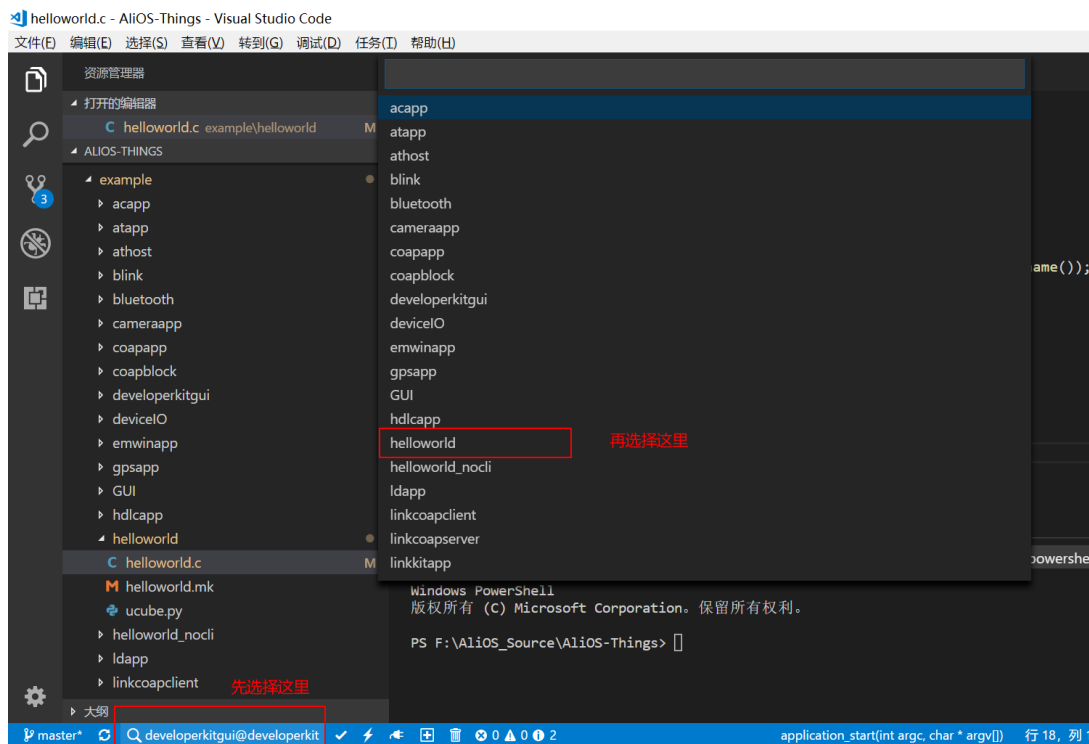 helloworld.c - AliOS-Things - Visual Studio Code
文件(F) 编辑(E) 选择(S) 查看(V) 转到(G) 调试(D) 任务(T) 帮助(H)
资源管理器
打开的编辑器
C helloworld.c example\helloworld M
ALIOS-THINGS
example
acapp
atapp
athost
blink
bluetooth
cameraapp
coapapp
coapblock
developerkitgui
deviceIO
emwinapp
gpsapp
GUI
hdlcapp
helloworld
C helloworld.c M
M helloworld.mk
ucube.py
helloworld_nocli
ldapp
linkcoapclient
先选择这里
大纲
3
acapp
atapp
athost
blink
bluetooth
cameraapp
coapapp
coapblock
developerkitgui
deviceIO
emwinapp
gpsapp
GUI
hdlcapp
helloworld
再选择这里
helloworld_nocli
ldapp
linkcoapclient
linkcoapserver
linkkitapp
ame());
powershe
Windows PowerShell
版权所有 (C) Microsoft Corporation。保留所有权利。
PS F:\AliOS_Source\AliOS-Things>
master* developerkitgui@developerkit 0 0 2 application_start(int argc, char * argv[]) 行 18，列